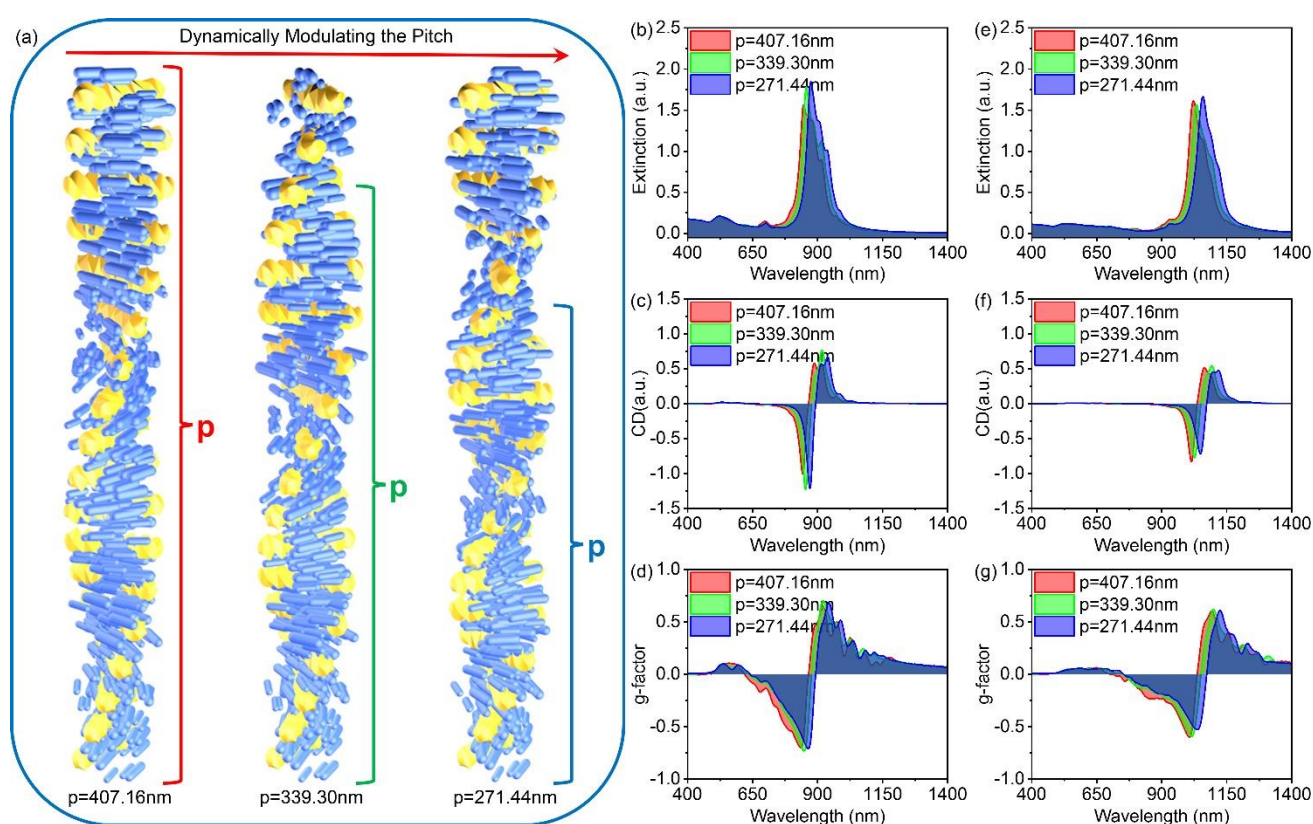 (a)
Dynamically Modulating the Pitch
p
p
p
p=407.16nm
p=339.30nm
p=271.44nm
(b)
2.5
2.0
1.5
1.0
0.5
0.0
Extinction (a.u.)
p=407.16nm
p=339.30nm
p=271.44nm
400 650 900 1150 1400
Wavelength (nm)
(c)
1.5
1.0
0.5
0.0
-0.5
-1.0
-1.5
CD(a.u.)
p=407.16nm
p=339.30nm
p=271.44nm
400 650 900 1150 1400
Wavelength (nm)
(d)
1.0
0.5
0.0
-0.5
-1.0
g-factor
p=407.16nm
p=339.30nm
p=271.44nm
400 650 900 1150 1400
Wavelength (nm)
(e)
2.5
2.0
1.5
1.0
0.5
0.0
Extinction (a.u.)
p=407.16nm
p=339.30nm
p=271.44nm
400 650 900 1150 1400
Wavelength (nm)
(f)
1.5
1.0
0.5
0.0
-0.5
-1.0
-1.5
CD(a.u.)
p=407.16nm
p=339.30nm
p=271.44nm
400 650 900 1150 1400
Wavelength (nm)
(g)
1.0
0.5
0.0
-0.5
-1.0
g-factor
p=407.16nm
p=339.30nm
p=271.44nm
400 650 900 1150 1400
Wavelength (nm)